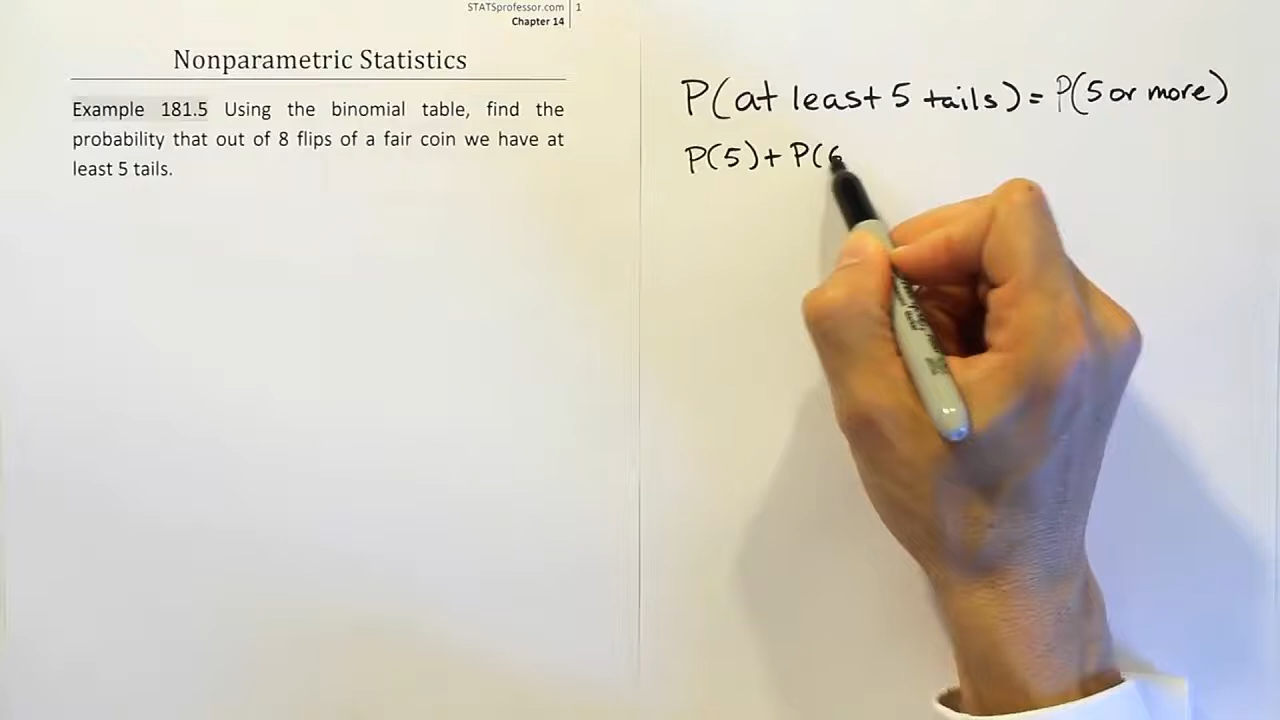 STATSprofessor.com 1
Chapter 14
Nonparametric Statistics
Example 181.5 Using the binomial table, find the
probability that out of 8 flips of a fair coin we have at
least 5 tails.
P(at least 5 tails) = P(5 or more)
P(5) + P(6